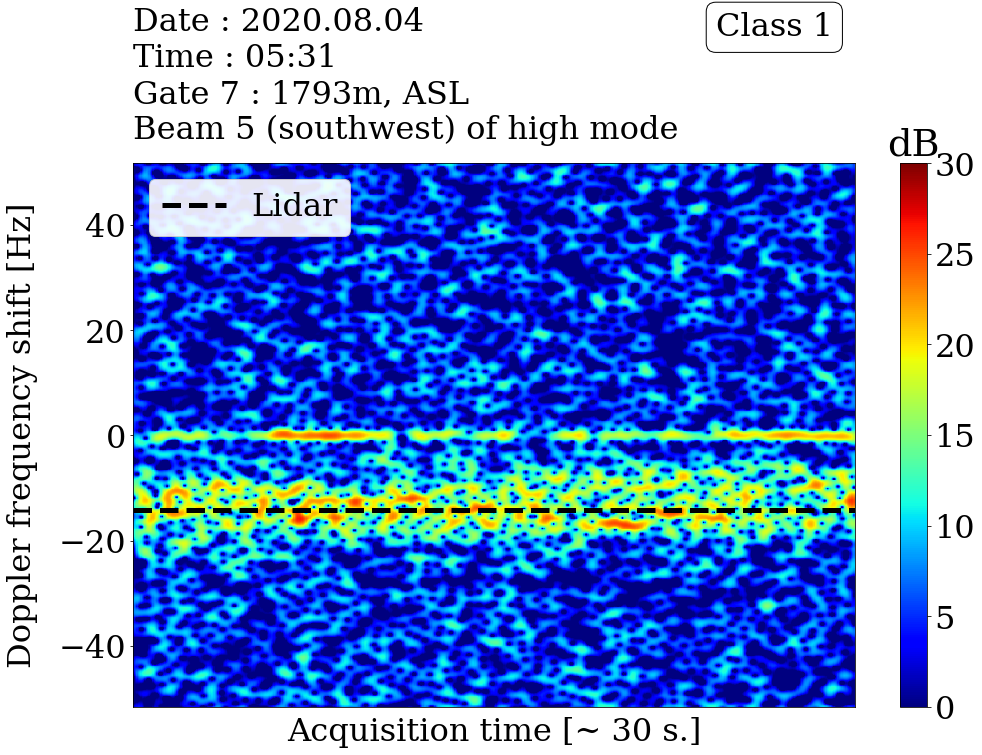 Date : 2020.08.04
Time : 05:31
Gate 7 : 1793m, ASL
Beam 5 (southwest) of high mode
Class 1
dB
Lidar
Doppler frequency shift [Hz]
40
20
0
−20
−40
30
25
20
15
10
5
0
Acquisition time [~ 30 s.]